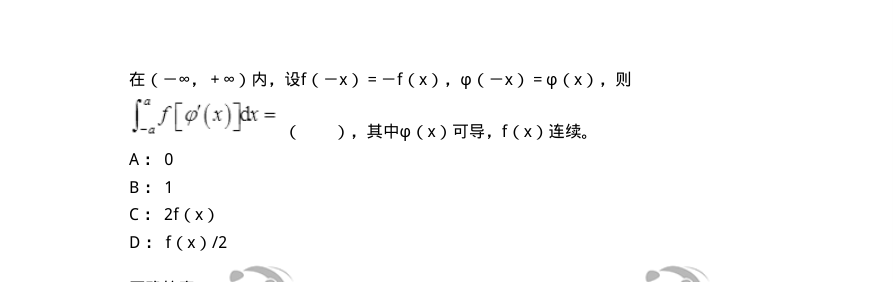 在(－∞，+∞)内，设f(－x)=－f(x)，φ(－x)=φ(x)，则
∫_{-a}^{a} f[φ′(x)]dx=
(    )，其中φ(x)可导，f(x)连续。
A： 0
B： 1
C： 2f(x)
D： f(x)/2